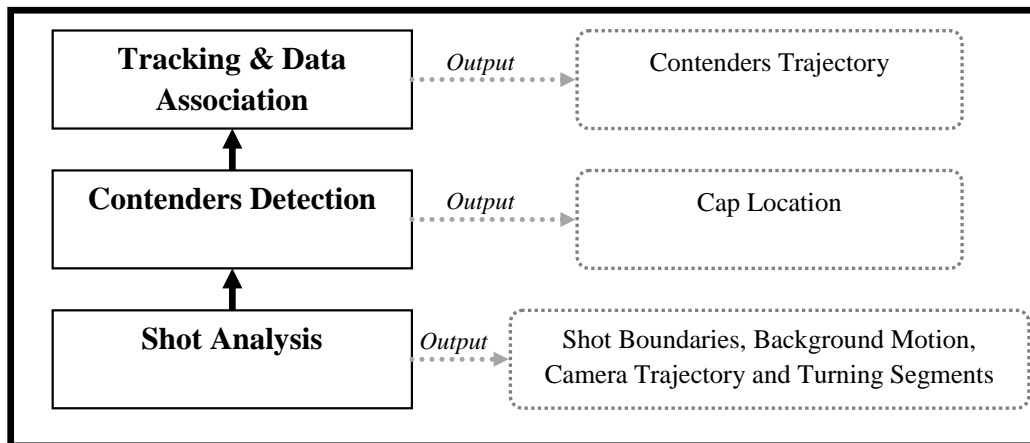 Tracking & Data
Association
Output
Contenders Trajectory
Contenders Detection
Output
Cap Location
Shot Analysis
Output
Shot Boundaries, Background Motion,
Camera Trajectory and Turning Segments